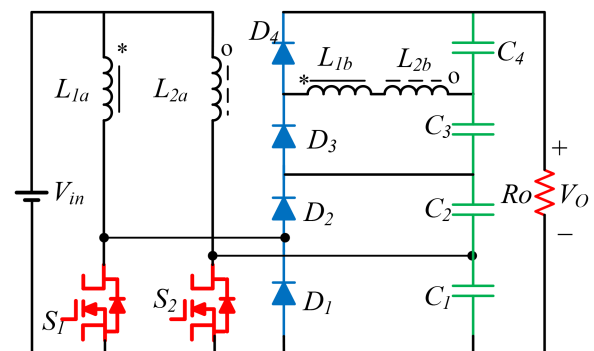 D4
* o L1b L2b C4
L1a L2a * o
C3
D3
+
Vin Ro VO
D2 C2
−
S1 S2 D1 C1